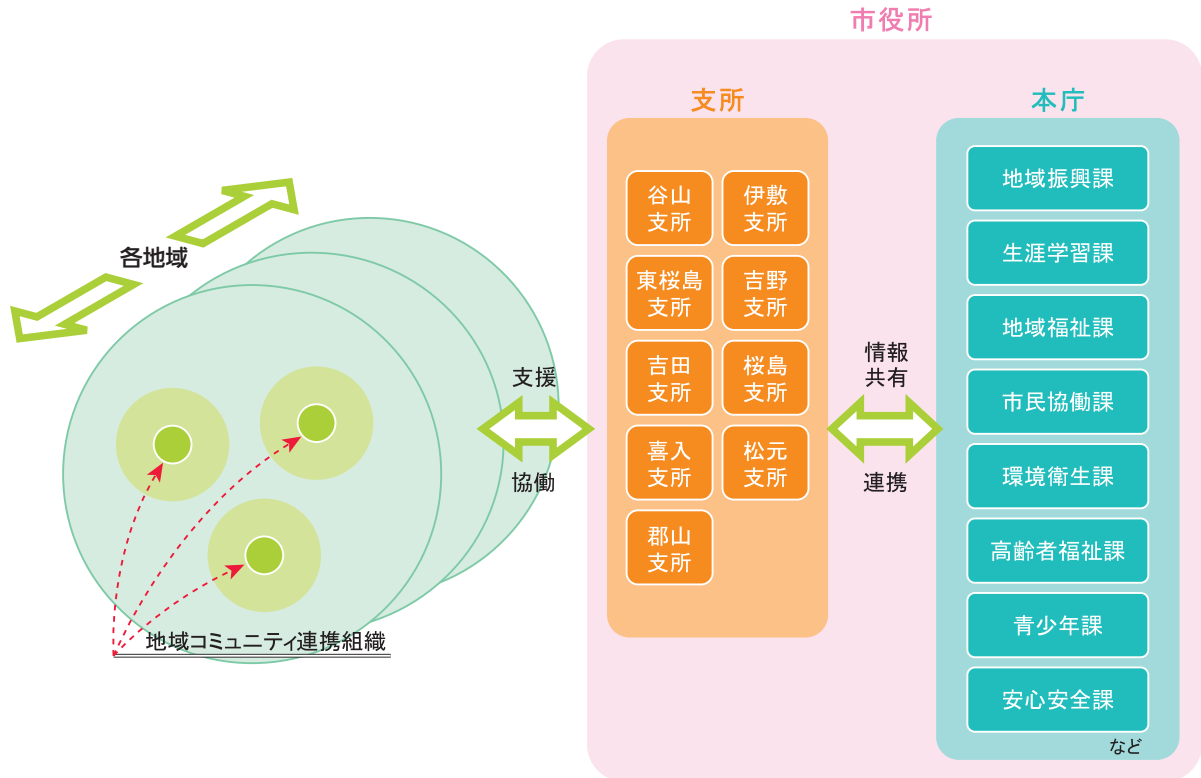 市役所
支所
本庁
各地域
地域コミュニティ連携組織
支援
協働
谷山
支所
伊敷
支所
東桜島
支所
吉野
支所
吉田
支所
桜島
支所
喜入
支所
松元
支所
郡山
支所
情報
共有
連携
地域振興課
生涯学習課
地域福祉課
市民協働課
環境衛生課
高齢者福祉課
青少年課
安心安全課
など